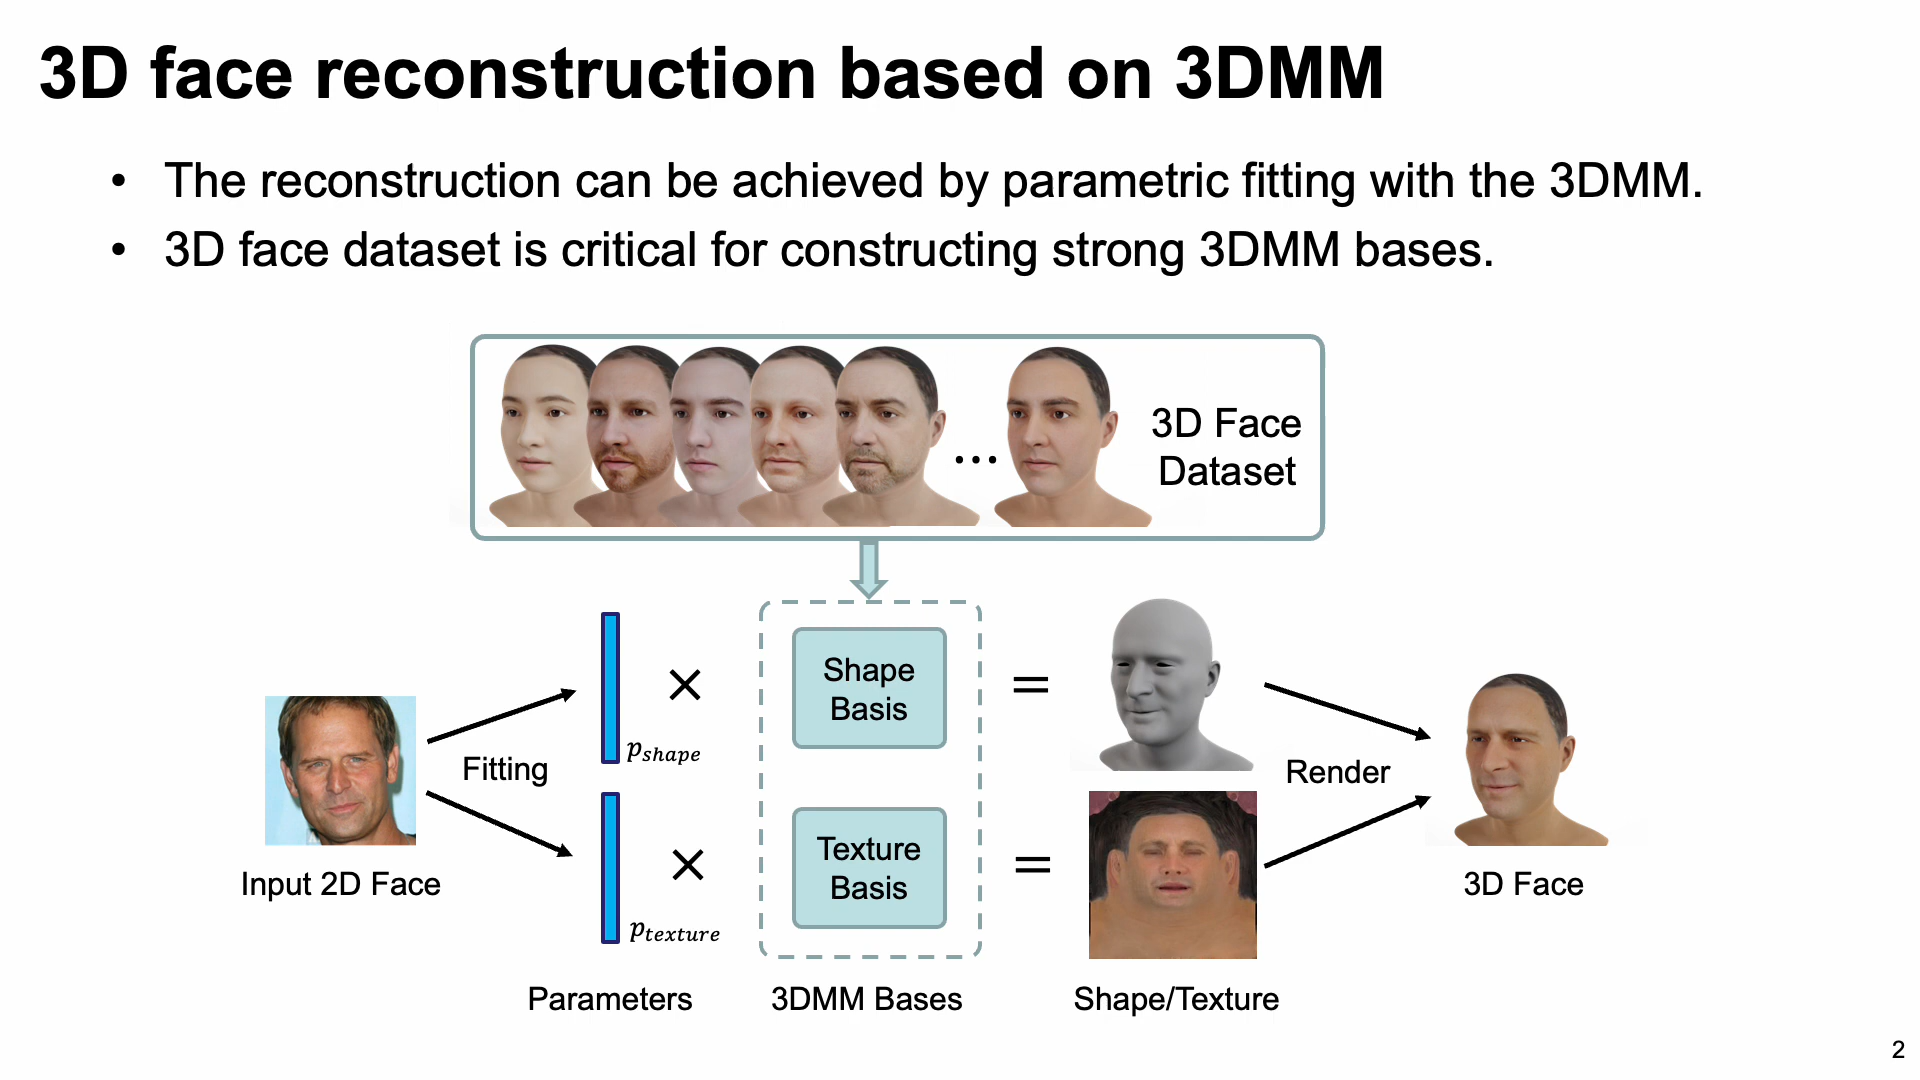 3D face reconstruction based on 3DMM
• The reconstruction can be achieved by parametric fitting with the 3DMM.
• 3D face dataset is critical for constructing strong 3DMM bases.
3D Face
Dataset
...
Shape
Basis
×
=
p_shape
Fitting
Render
Texture
Basis
×
=
p_texture
Input 2D Face
3D Face
Parameters
3DMM Bases
Shape/Texture
2